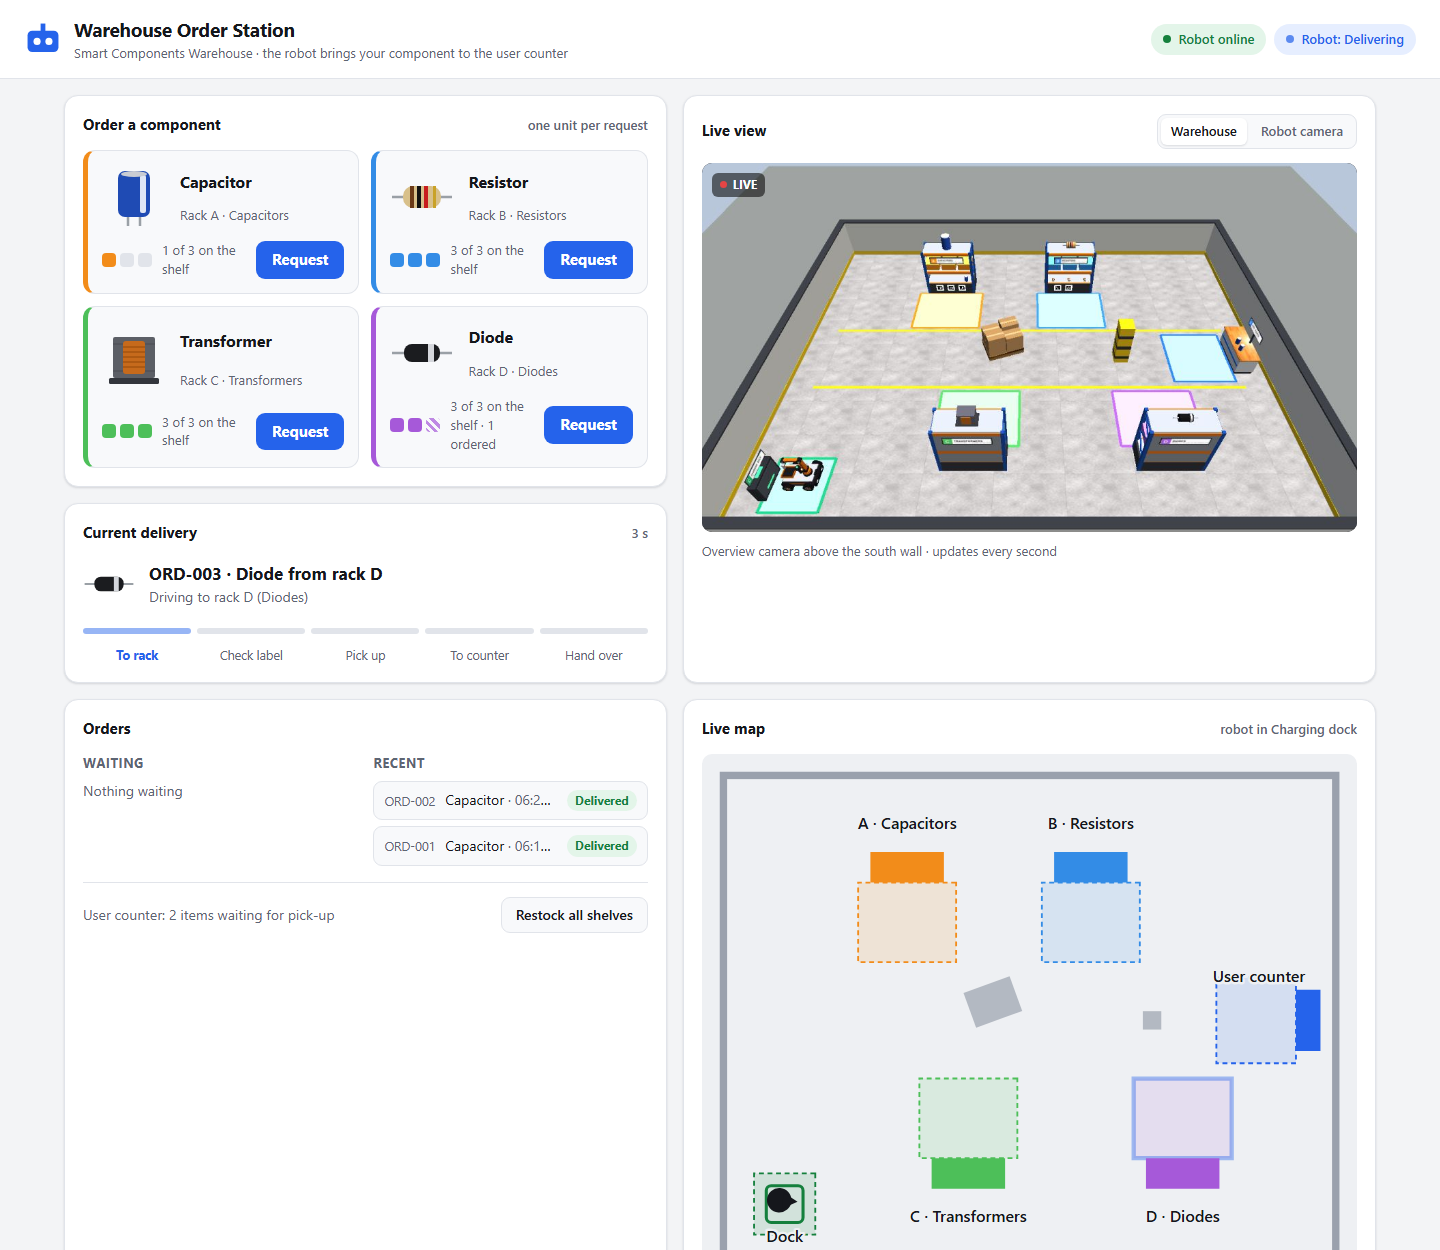 Warehouse Order Station
Smart Components Warehouse · the robot brings your component to the user counter
Robot online
Robot: Delivering
Order a component
one unit per request
Capacitor
Rack A · Capacitors
1 of 3 on the
shelf
Request
Resistor
Rack B · Resistors
3 of 3 on the
shelf
Request
Transformer
Rack C · Transformers
3 of 3 on the
shelf
Request
Diode
Rack D · Diodes
3 of 3 on the
shelf · 1
ordered
Request
Live view
Warehouse
Robot camera
LIVE
Overview camera above the south wall · updates every second
Current delivery
3 s
ORD-003 · Diode from rack D
Driving to rack D (Diodes)
To rack
Check label
Pick up
To counter
Hand over
Orders
WAITING
Nothing waiting
RECENT
ORD-002 Capacitor · 06:2... Delivered
ORD-001 Capacitor · 06:1... Delivered
User counter: 2 items waiting for pick-up
Restock all shelves
Live map
robot in Charging dock
A · Capacitors
B · Resistors
User counter
C · Transformers
D · Diodes
Dock